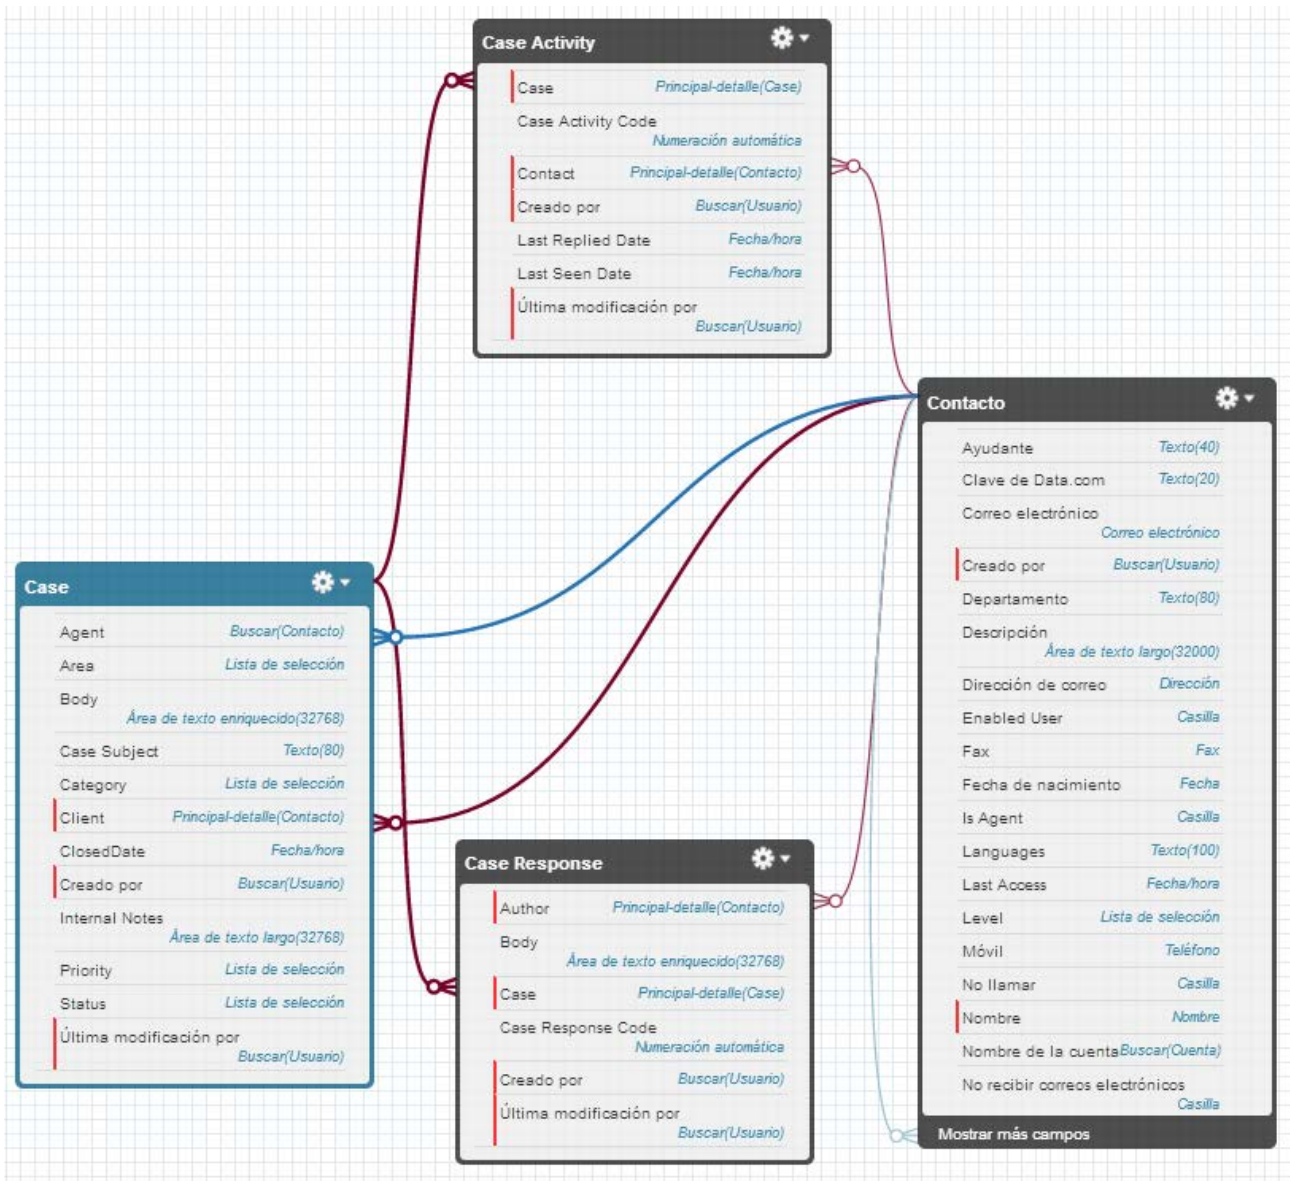 Case Activity
Case Principal-detalle(Case)
Case Activity Code
Numeración automática
Contact Principal-detalle(Contacto)
Creado por Buscar(Usuario)
Last Replied Date Fecha/hora
Last Seen Date Fecha/hora
Última modificación por
Buscar(Usuario)
Contacto
Ayudante Texto(40)
Clave de Data.com Texto(20)
Correo electrónico
Correo electrónico
Creado por Buscar(Usuario)
Departamento Texto(80)
Descripción
Área de texto largo(32000)
Dirección de correo Dirección
Enabled User Casilla
Fax Fax
Fecha de nacimiento Fecha
Is Agent Casilla
Languages Texto(100)
Last Access Fecha/hora
Level Lista de selección
Móvil Teléfono
No llamar Casilla
Nombre Nombre
Nombre de la cuenta Buscar(Cuenta)
No recibir correos electrónicos
Casilla
Mostrar más campos
Case
Agent Buscar(Contacto)
Area Lista de selección
Body
Área de texto enriquecido(32768)
Case Subject Texto(80)
Category Lista de selección
Client Principal-detalle(Contacto)
ClosedDate Fecha/hora
Creado por Buscar(Usuario)
Internal Notes
Área de texto largo(32768)
Priority Lista de selección
Status Lista de selección
Última modificación por
Buscar(Usuario)
Case Response
Author Principal-detalle(Contacto)
Body
Área de texto enriquecido(32768)
Case Principal-detalle(Case)
Case Response Code
Numeración automática
Creado por Buscar(Usuario)
Última modificación por
Buscar(Usuario)